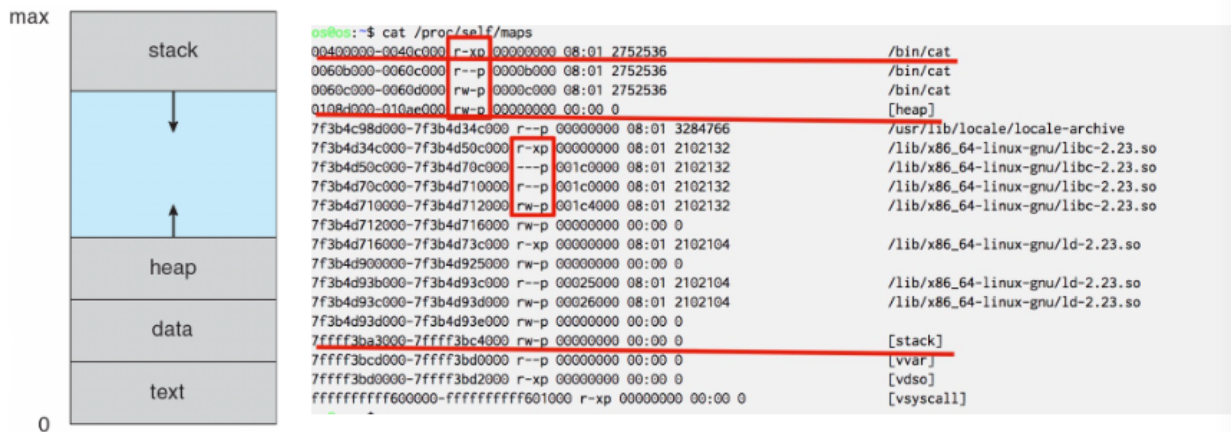 max
stack
heap
data
text
0
os@os:~$ cat /proc/self/maps
00400000-0040c000 r-xp 00000000 08:01 2752536 /bin/cat
0060b000-0060c000 r--p 0000b000 08:01 2752536 /bin/cat
0060c000-0060d000 rw-p 0000c000 08:01 2752536 /bin/cat
0108d000-010ae000 rw-p 00000000 00:00 0 [heap]
7f3b4c98d000-7f3b4d34c000 r--p 00000000 08:01 3284766 /usr/lib/locale/locale-archive
7f3b4d34c000-7f3b4d50c000 r-xp 00000000 08:01 2102132 /lib/x86_64-linux-gnu/libc-2.23.so
7f3b4d50c000-7f3b4d70c000 ---p 001c0000 08:01 2102132 /lib/x86_64-linux-gnu/libc-2.23.so
7f3b4d70c000-7f3b4d710000 r--p 001c0000 08:01 2102132 /lib/x86_64-linux-gnu/libc-2.23.so
7f3b4d710000-7f3b4d712000 rw-p 001c4000 08:01 2102132 /lib/x86_64-linux-gnu/libc-2.23.so
7f3b4d712000-7f3b4d716000 rw-p 00000000 00:00 0
7f3b4d716000-7f3b4d73c000 r-xp 00000000 08:01 2102104 /lib/x86_64-linux-gnu/ld-2.23.so
7f3b4d900000-7f3b4d925000 rw-p 00000000 00:00 0
7f3b4d93b000-7f3b4d93c000 r--p 00025000 08:01 2102104 /lib/x86_64-linux-gnu/ld-2.23.so
7f3b4d93c000-7f3b4d93d000 rw-p 00026000 08:01 2102104 /lib/x86_64-linux-gnu/ld-2.23.so
7f3b4d93d000-7f3b4d93e000 rw-p 00000000 00:00 0
7ffff3ba3000-7ffff3bc4000 rw-p 00000000 00:00 0 [stack]
7ffff3bcd000-7ffff3bd0000 r--p 00000000 00:00 0 [vvar]
7ffff3bd0000-7ffff3bd2000 r-xp 00000000 00:00 0 [vdso]
ffffffffff600000-ffffffffff601000 r-xp 00000000 00:00 0 [vsyscall]